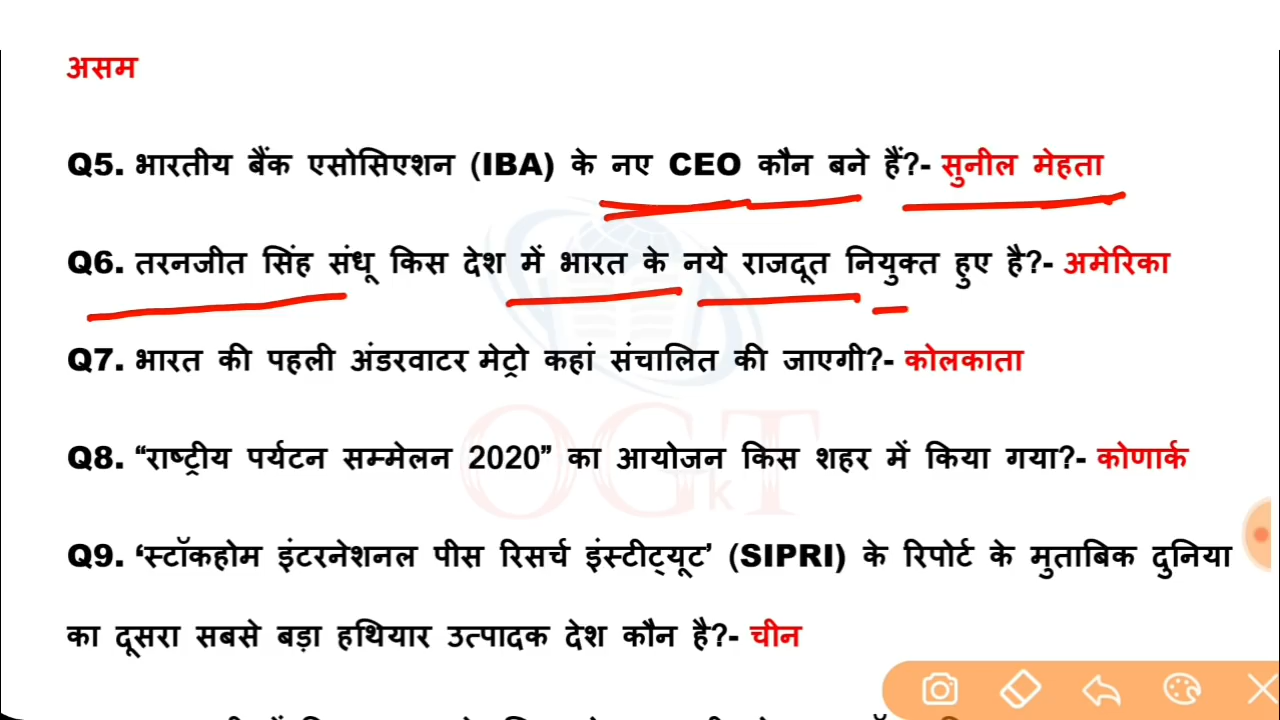 असम
Q5. भारतीय बैंक एसोसिएशन (IBA) के नए CEO कौन बने हैं?- सुनील मेहता
Q6. तरनजीत सिंह संधू किस देश में भारत के नये राजदूत नियुक्त हुए है?- अमेरिका
Q7. भारत की पहली अंडरवाटर मेट्रो कहां संचालित की जाएगी?- कोलकाता
Q8. “राष्ट्रीय पर्यटन सम्मेलन 2020” का आयोजन किस शहर में किया गया?- कोणार्क
OGkT
Q9. ‘स्टॉकहोम इंटरनेशनल पीस रिसर्च इंस्टीट्यूट’ (SIPRI) के रिपोर्ट के मुताबिक दुनिया
का दूसरा सबसे बड़ा हथियार उत्पादक देश कौन है?- चीन